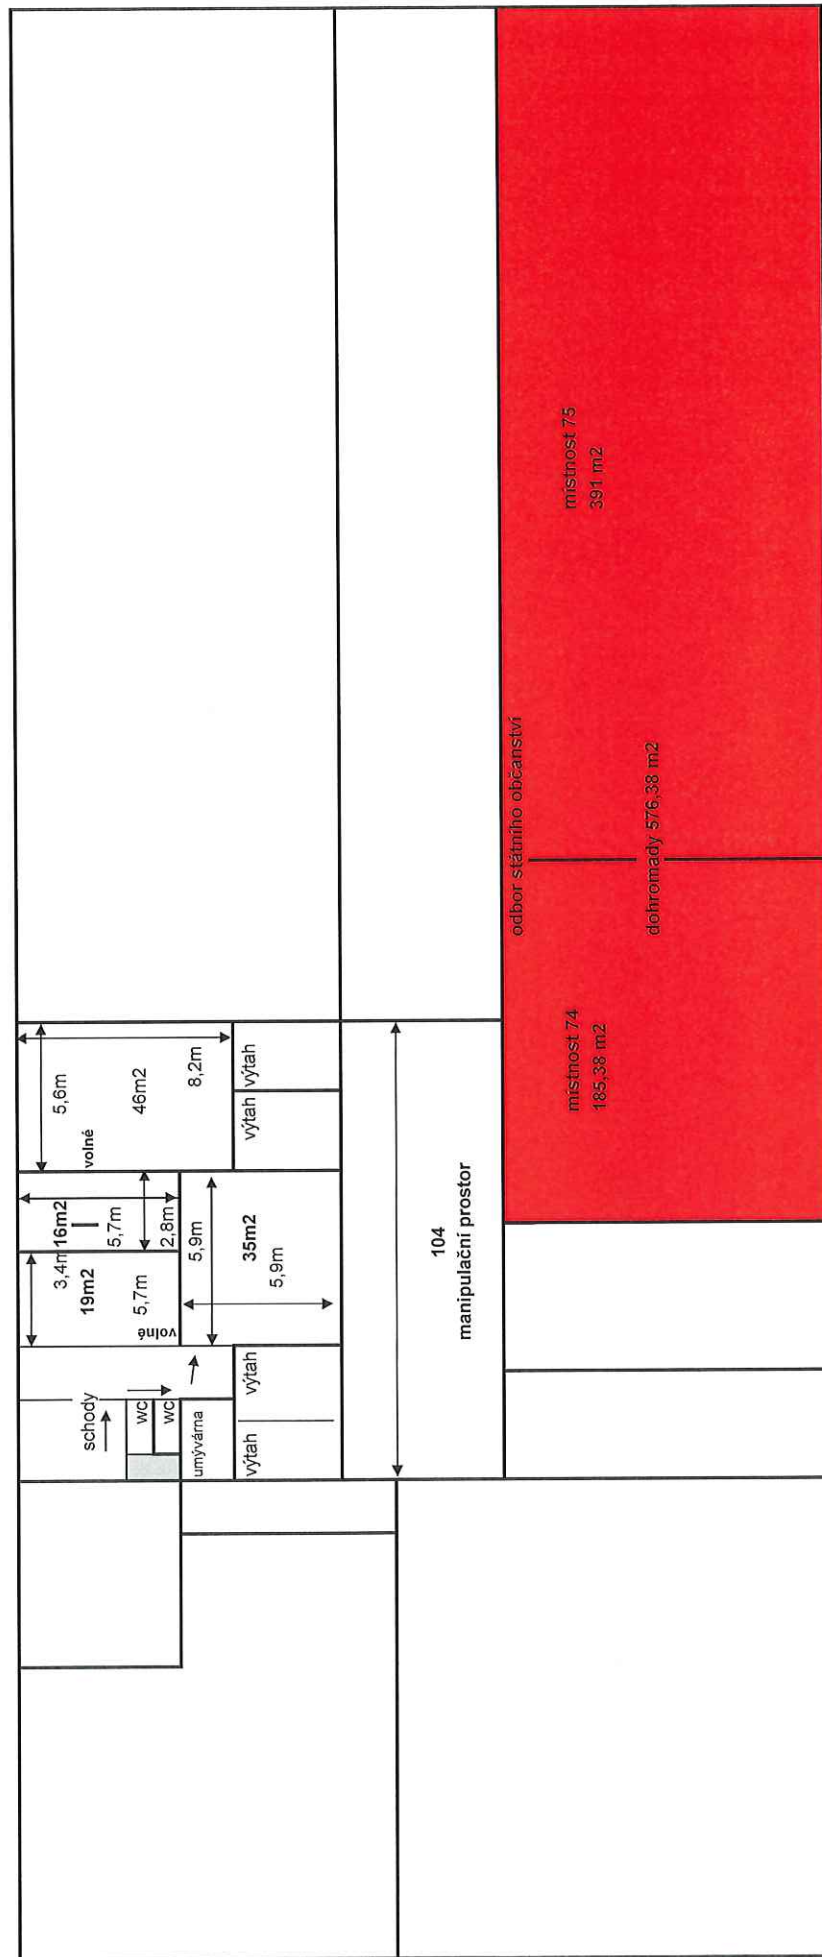 schody
wc
wc
umývárna
výtah
výtah
3,4m
19m2
5,7m
volné
16m2
5,7m
2,8m
5,9m
35m2
5,9m
5,6m
46m2
8,2m
volné
výtah
výtah
104
manipulační prostor
odbor státního občanství
místnost 74
185,38 m2
dohromady 576,38 m2
místnost 75
391 m2